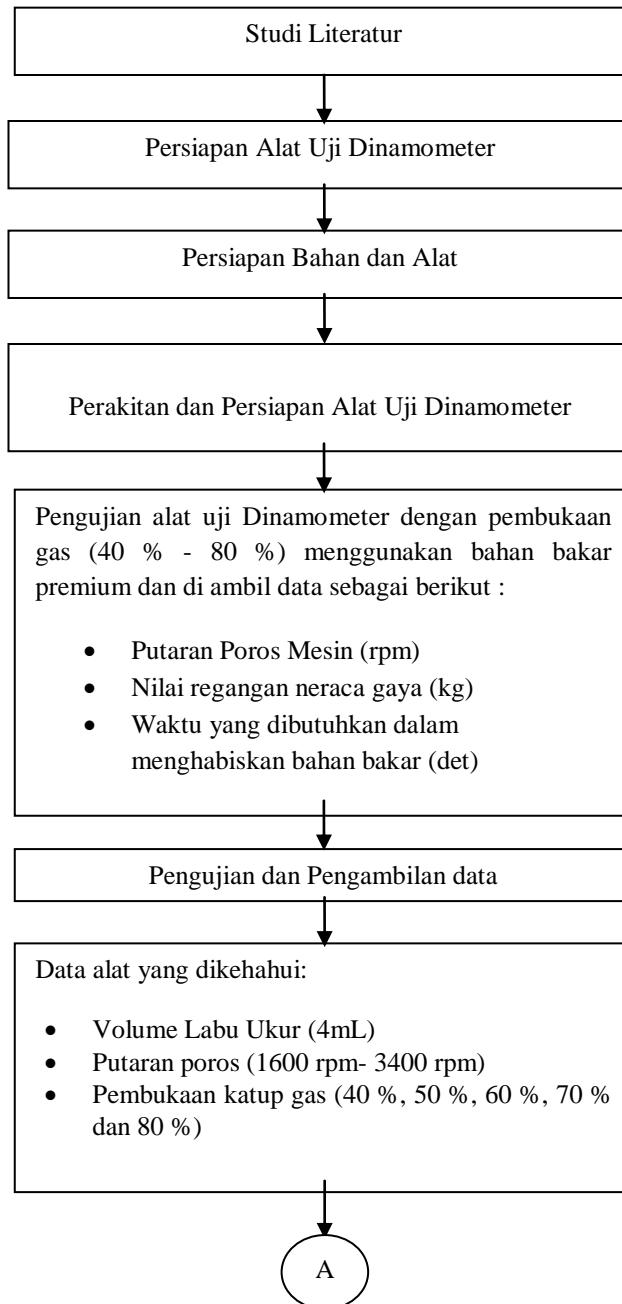 Studi Literatur
Persiapan Alat Uji Dinamometer
Persiapan Bahan dan Alat
Perakitan dan Persiapan Alat Uji Dinamometer
Pengujian alat uji Dinamometer dengan pembukaan
gas (40 % - 80 %) menggunakan bahan bakar
premium dan di ambil data sebagai berikut :
• Putaran Poros Mesin (rpm)
• Nilai regangan neraca gaya (kg)
• Waktu yang dibutuhkan dalam
menghabiskan bahan bakar (det)
Pengujian dan Pengambilan data
Data alat yang dikehahui:
• Volume Labu Ukur (4mL)
• Putaran poros (1600 rpm- 3400 rpm)
• Pembukaan katup gas (40 %, 50 %, 60 %, 70 %
dan 80 %)
A